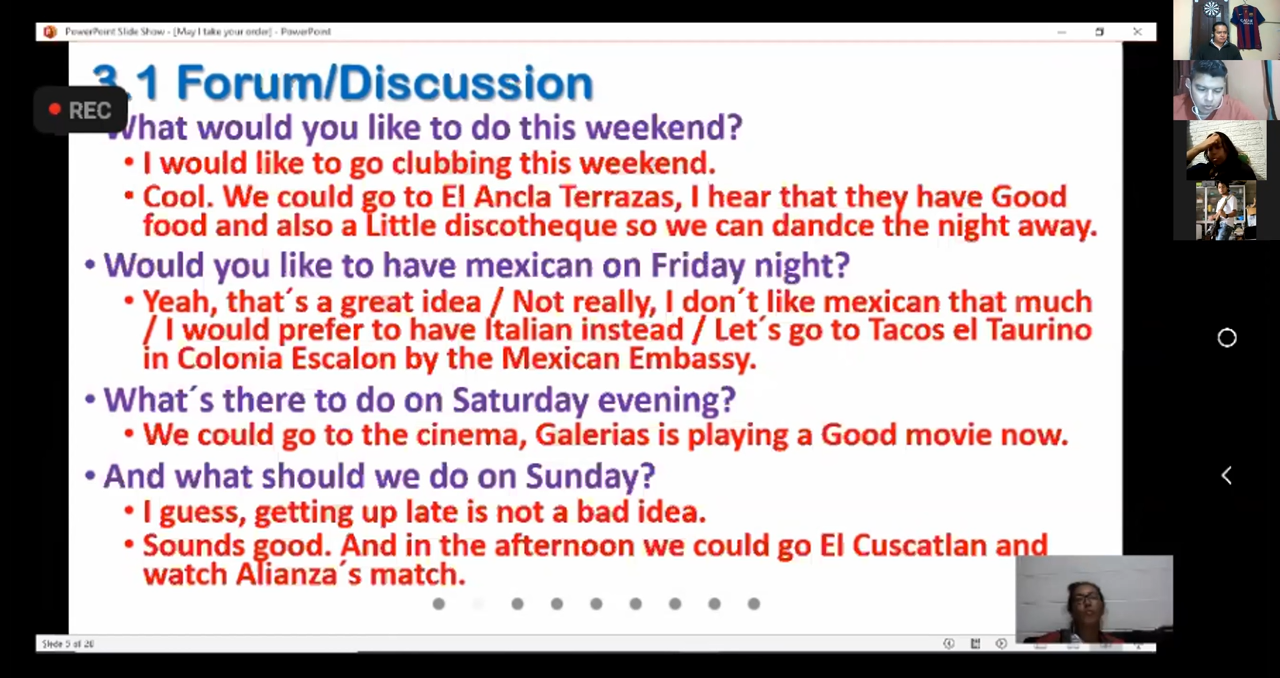 PowerPoint Slide Show - [May I take your order] - PowerPoint
3.1 Forum/Discussion
REC
What would you like to do this weekend?
• I would like to go clubbing this weekend.
• Cool. We could go to El Ancla Terrazas, I hear that they have Good
food and also a Little discotheque so we can dandce the night away.
• Would you like to have mexican on Friday night?
• Yeah, that´s a great idea / Not really, I don´t like mexican that much
/ I would prefer to have Italian instead / Let´s go to Tacos el Taurino
in Colonia Escalon by the Mexican Embassy.
• What´s there to do on Saturday evening?
• We could go to the cinema, Galerias is playing a Good movie now.
• And what should we do on Sunday?
• I guess, getting up late is not a bad idea.
• Sounds good. And in the afternoon we could go El Cuscatlan and
watch Alianza´s match.
Slide 5 of 26